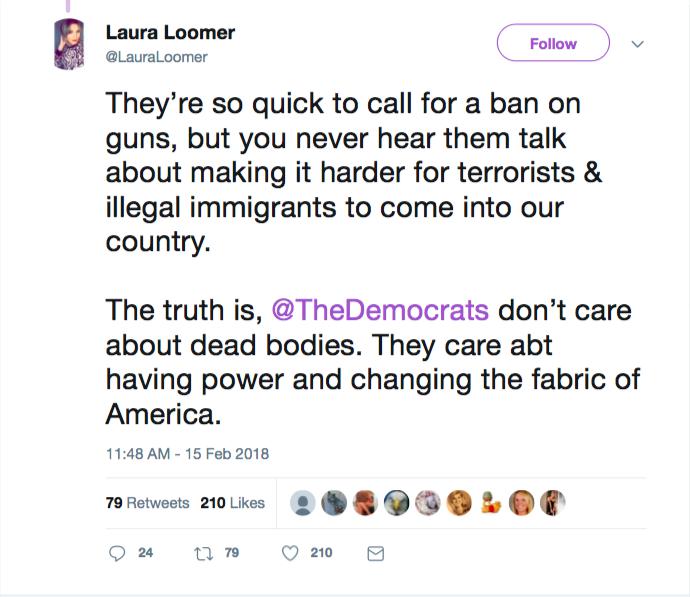 Laura Loomer
@LauraLoomer
Follow
They’re so quick to call for a ban on
guns, but you never hear them talk
about making it harder for terrorists &
illegal immigrants to come into our
country.
The truth is, @TheDemocrats don’t care
about dead bodies. They care abt
having power and changing the fabric of
America.
11:48 AM - 15 Feb 2018
79 Retweets 210 Likes
24 79 210